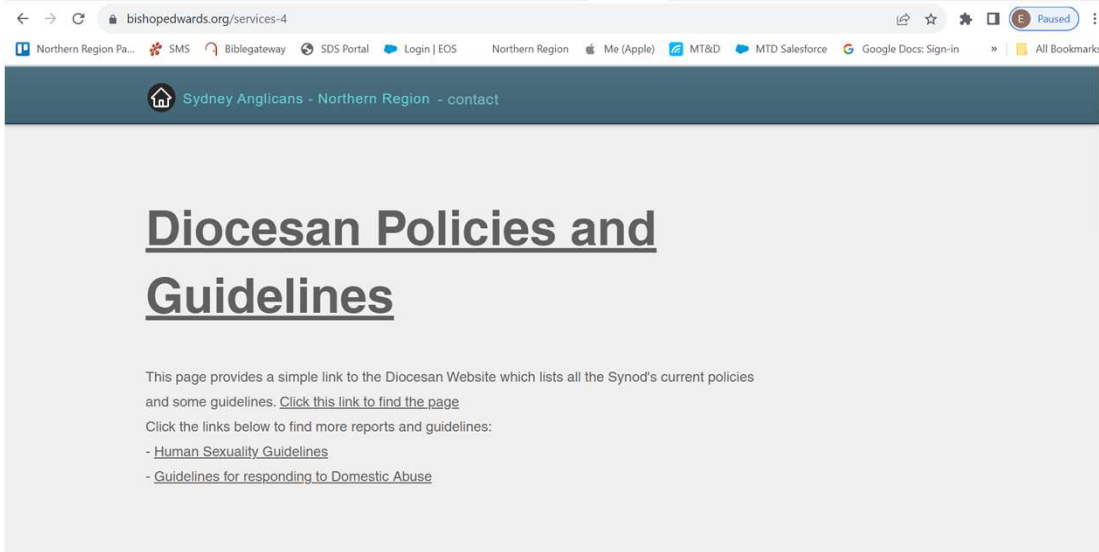 bishopedwards.org/services-4
E Paused
Northern Region Pa... SMS Biblegateway SDS Portal Login | EOS Northern Region Me (Apple) MT&D MTD Salesforce G Google Docs: Sign-in » All Bookmarks
Sydney Anglicans - Northern Region - contact
Diocesan Policies and
Guidelines
This page provides a simple link to the Diocesan Website which lists all the Synod's current policies
and some guidelines. Click this link to find the page
Click the links below to find more reports and guidelines:
- Human Sexuality Guidelines
- Guidelines for responding to Domestic Abuse